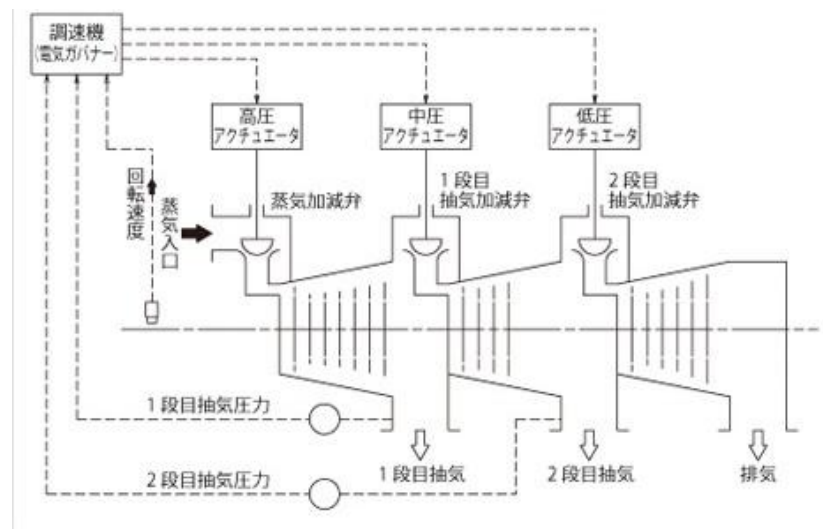 調速機
(電気ガバナー)
高圧
アクチュエータ
中圧
アクチュエータ
低圧
アクチュエータ
回転速度
蒸気入口
蒸気加減弁
1段目
抽気加減弁
2段目
抽気加減弁
1段目抽気圧力
2段目抽気圧力
1段目抽気
2段目抽気
排気